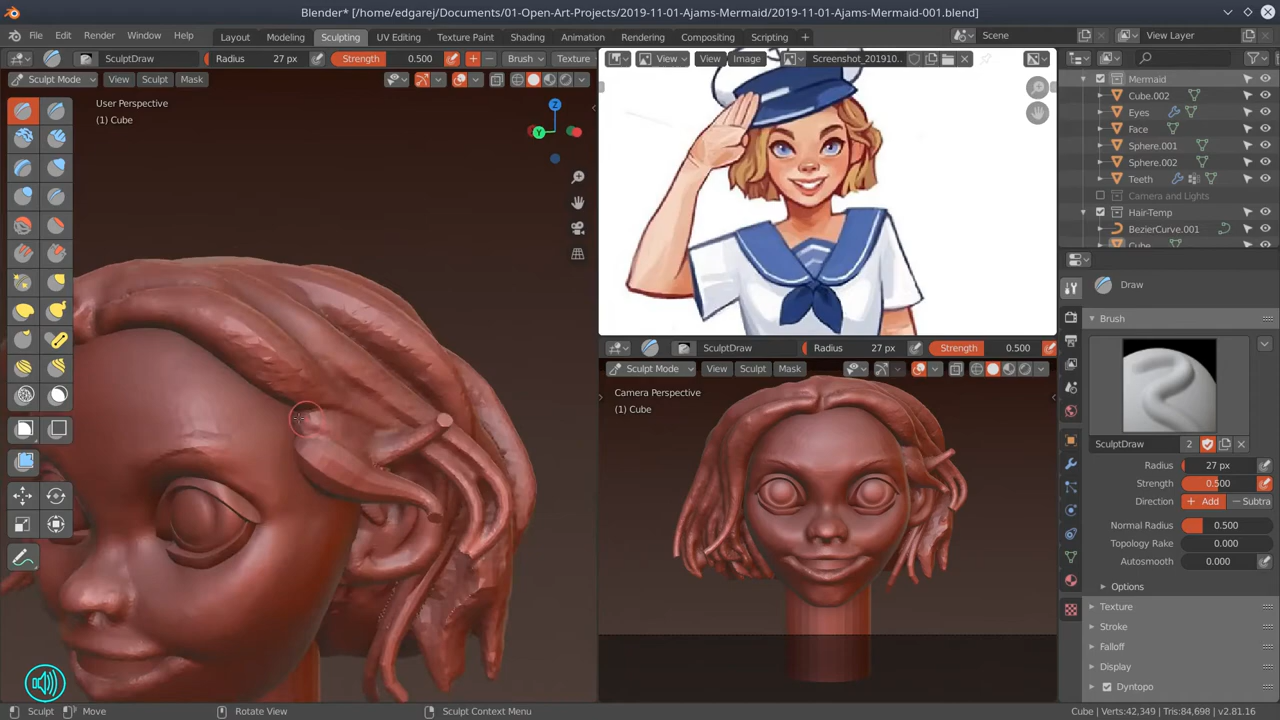 Blender* [/home/edgarej/Documents/01-Open-Art-Projects/2019-11-01-Ajams-Mermaid/2019-11-01-Ajams-Mermaid-001.blend]
File Edit Render Window Help Layout Modeling Sculpting UV Editing Texture Paint Shading Animation Rendering Compositing Scripting + Scene View Layer
SculptDraw Radius 27 px Strength 0.500 Brush Texture
Sculpt Mode View Sculpt Mask
User Perspective
(1) Cube
Z
Y
View View Image Screenshot_201910..
SculptDraw Radius 27 px Strength 0.500
Sculpt Mode View Sculpt Mask
Camera Perspective
(1) Cube
Mermaid
Cube.002
Eyes
Face
Sphere.001
Sphere.002
Teeth
Camera and Lights
Hair-Temp
BezierCurve.001
Cube
Draw
Brush
SculptDraw 2
Radius 27 px
Strength 0.500
Direction + Add — Subtra
Normal Radius 0.500
Topology Rake 0.000
Autosmooth 0.000
Options
Texture
Stroke
Falloff
Display
Dyntopo
Sculpt Move Rotate View Sculpt Context Menu Cube | Verts:42,349 | Tris:84,698 | v2.81.16